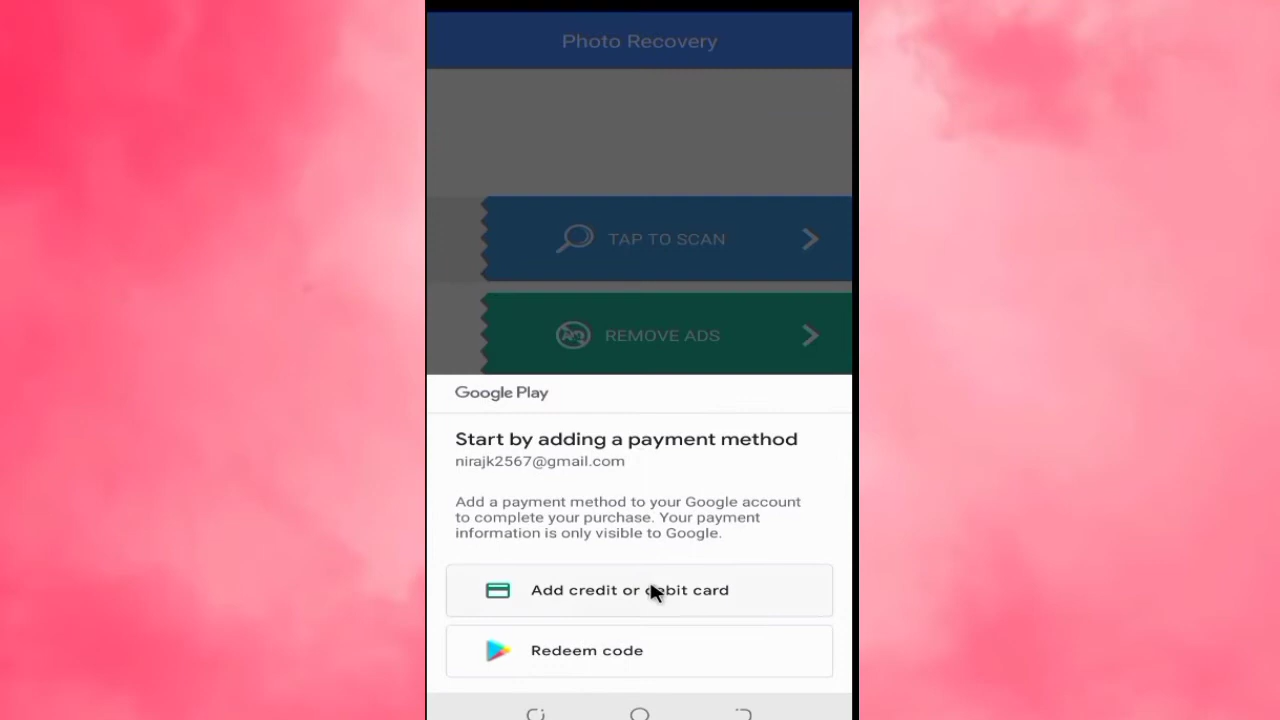 Photo Recovery
TAP TO SCAN
REMOVE ADS
Google Play
Start by adding a payment method
nirajk2567@gmail.com
Add a payment method to your Google account
to complete your purchase. Your payment
information is only visible to Google.
Add credit or debit card
Redeem code